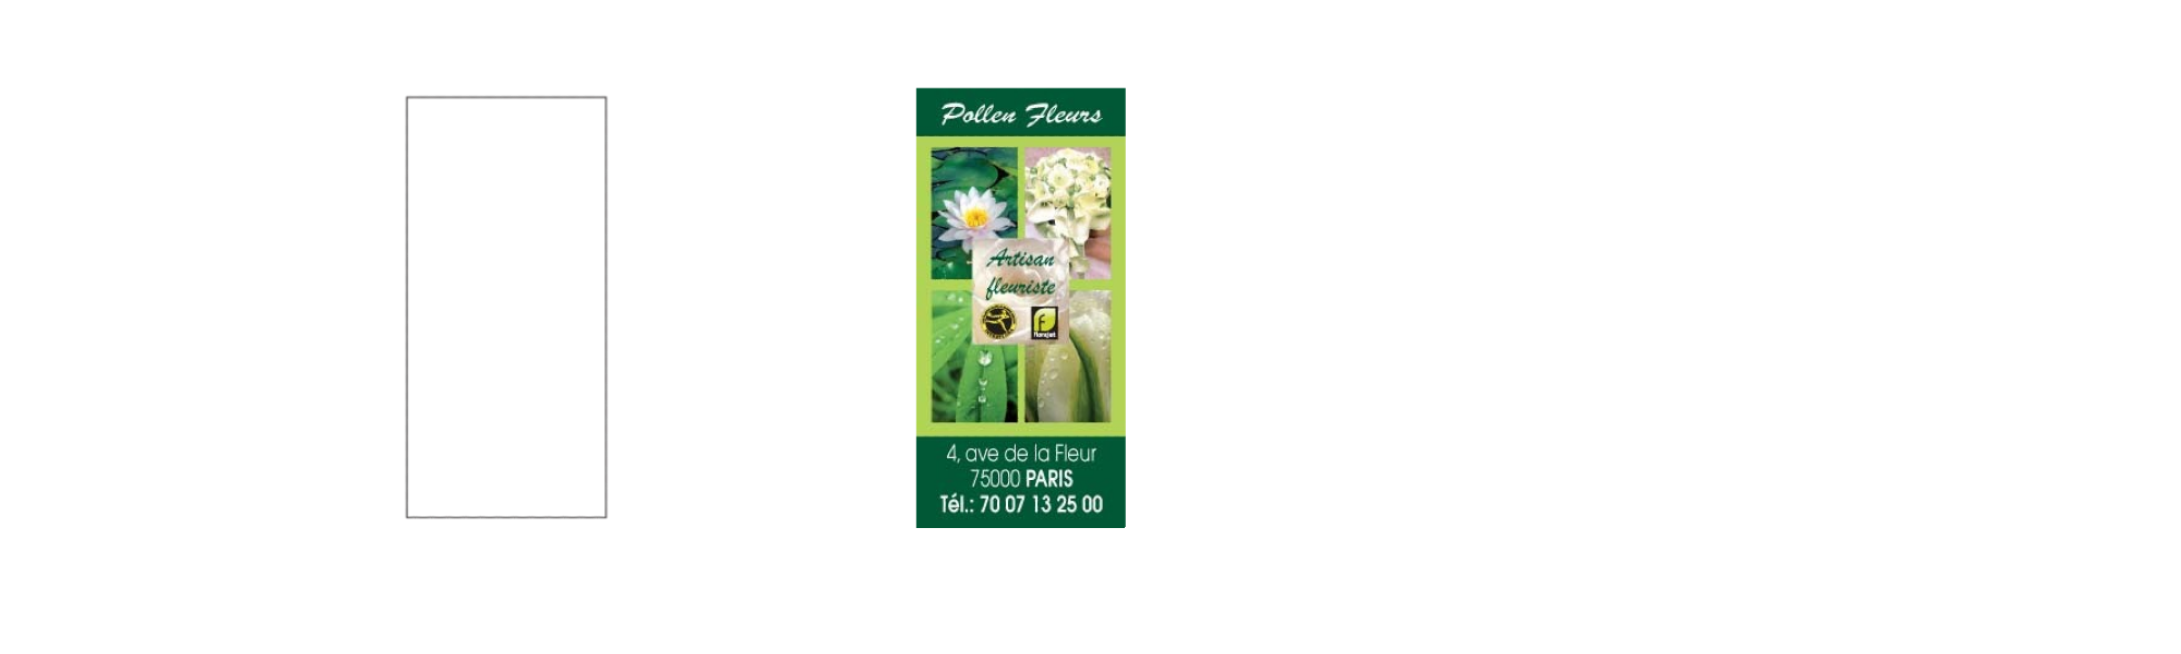 Pollen Fleurs
Artisan
fleuriste
4, ave de la Fleur
75000 PARIS
Tél.: 70 07 13 25 00